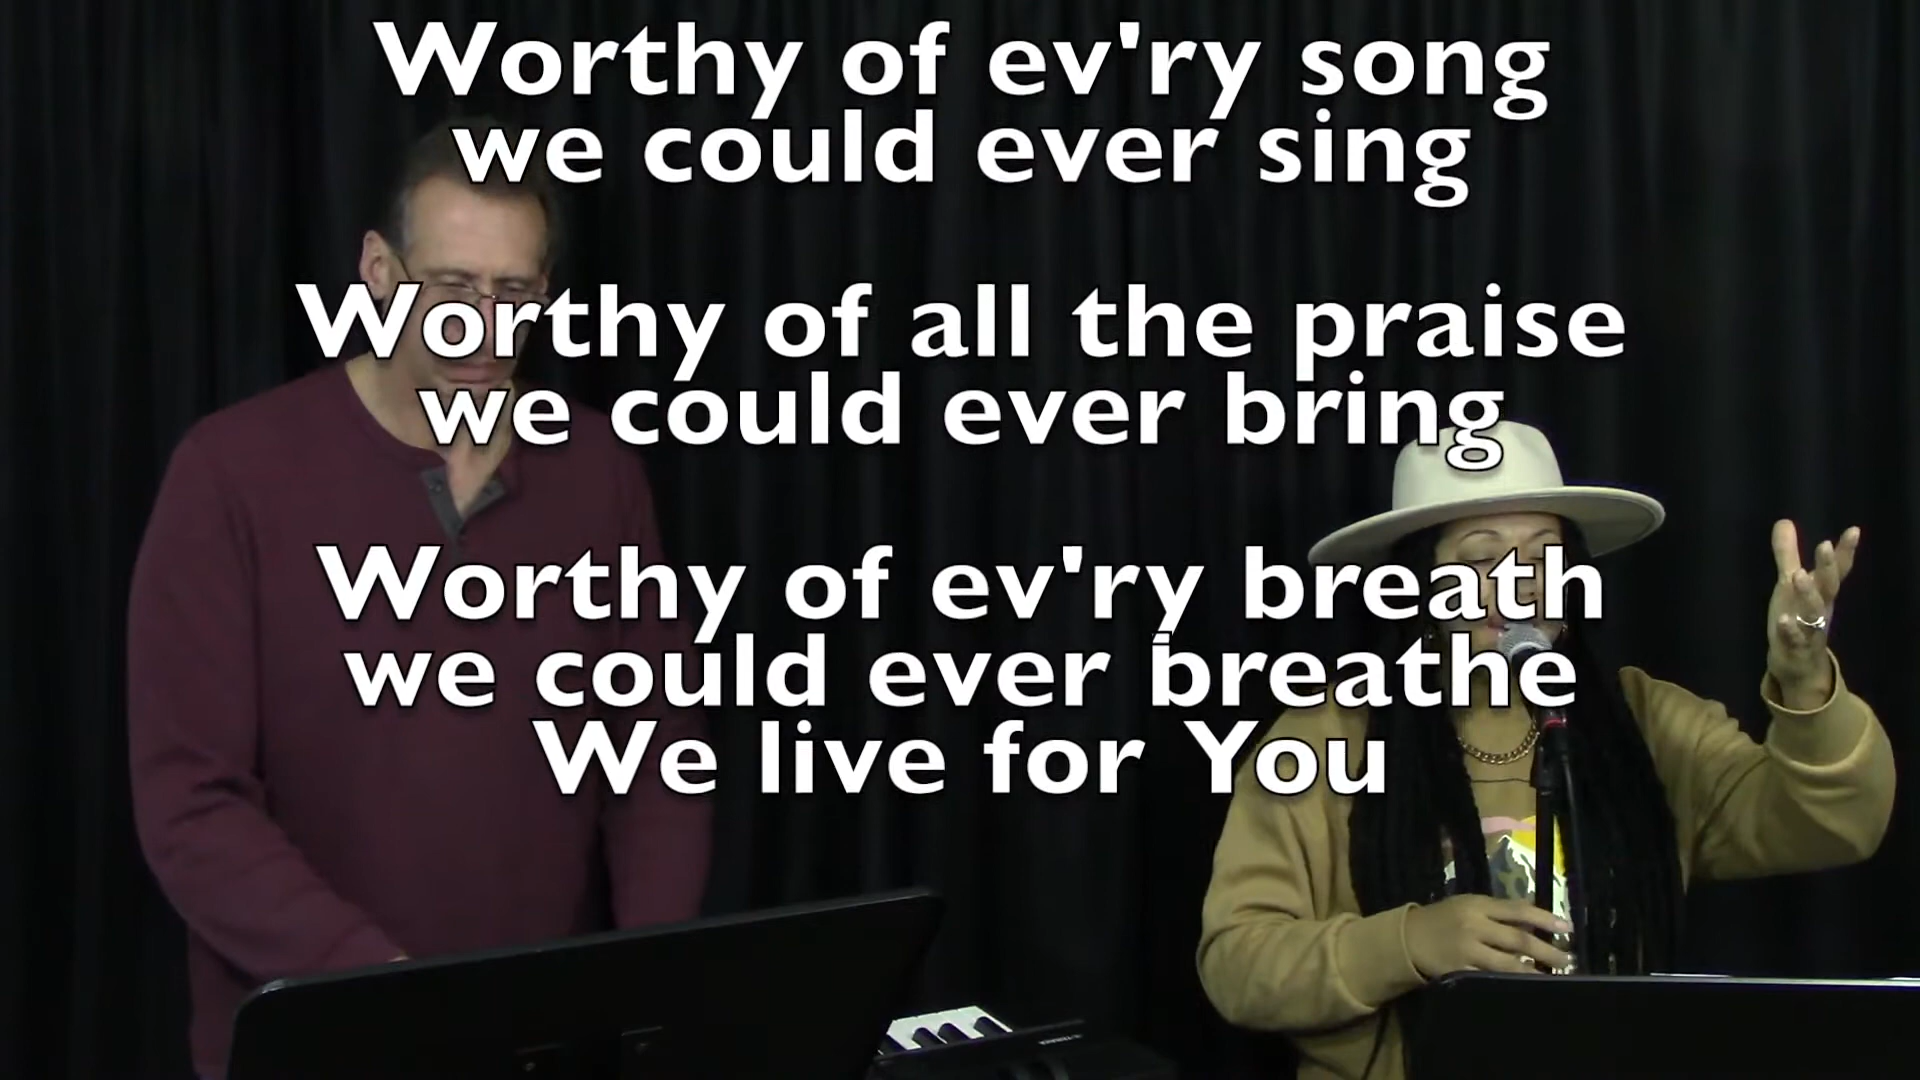 Worthy of ev'ry song
we could ever sing
Worthy of all the praise
we could ever bring
Worthy of ev'ry breath
we could ever breathe
We live for You